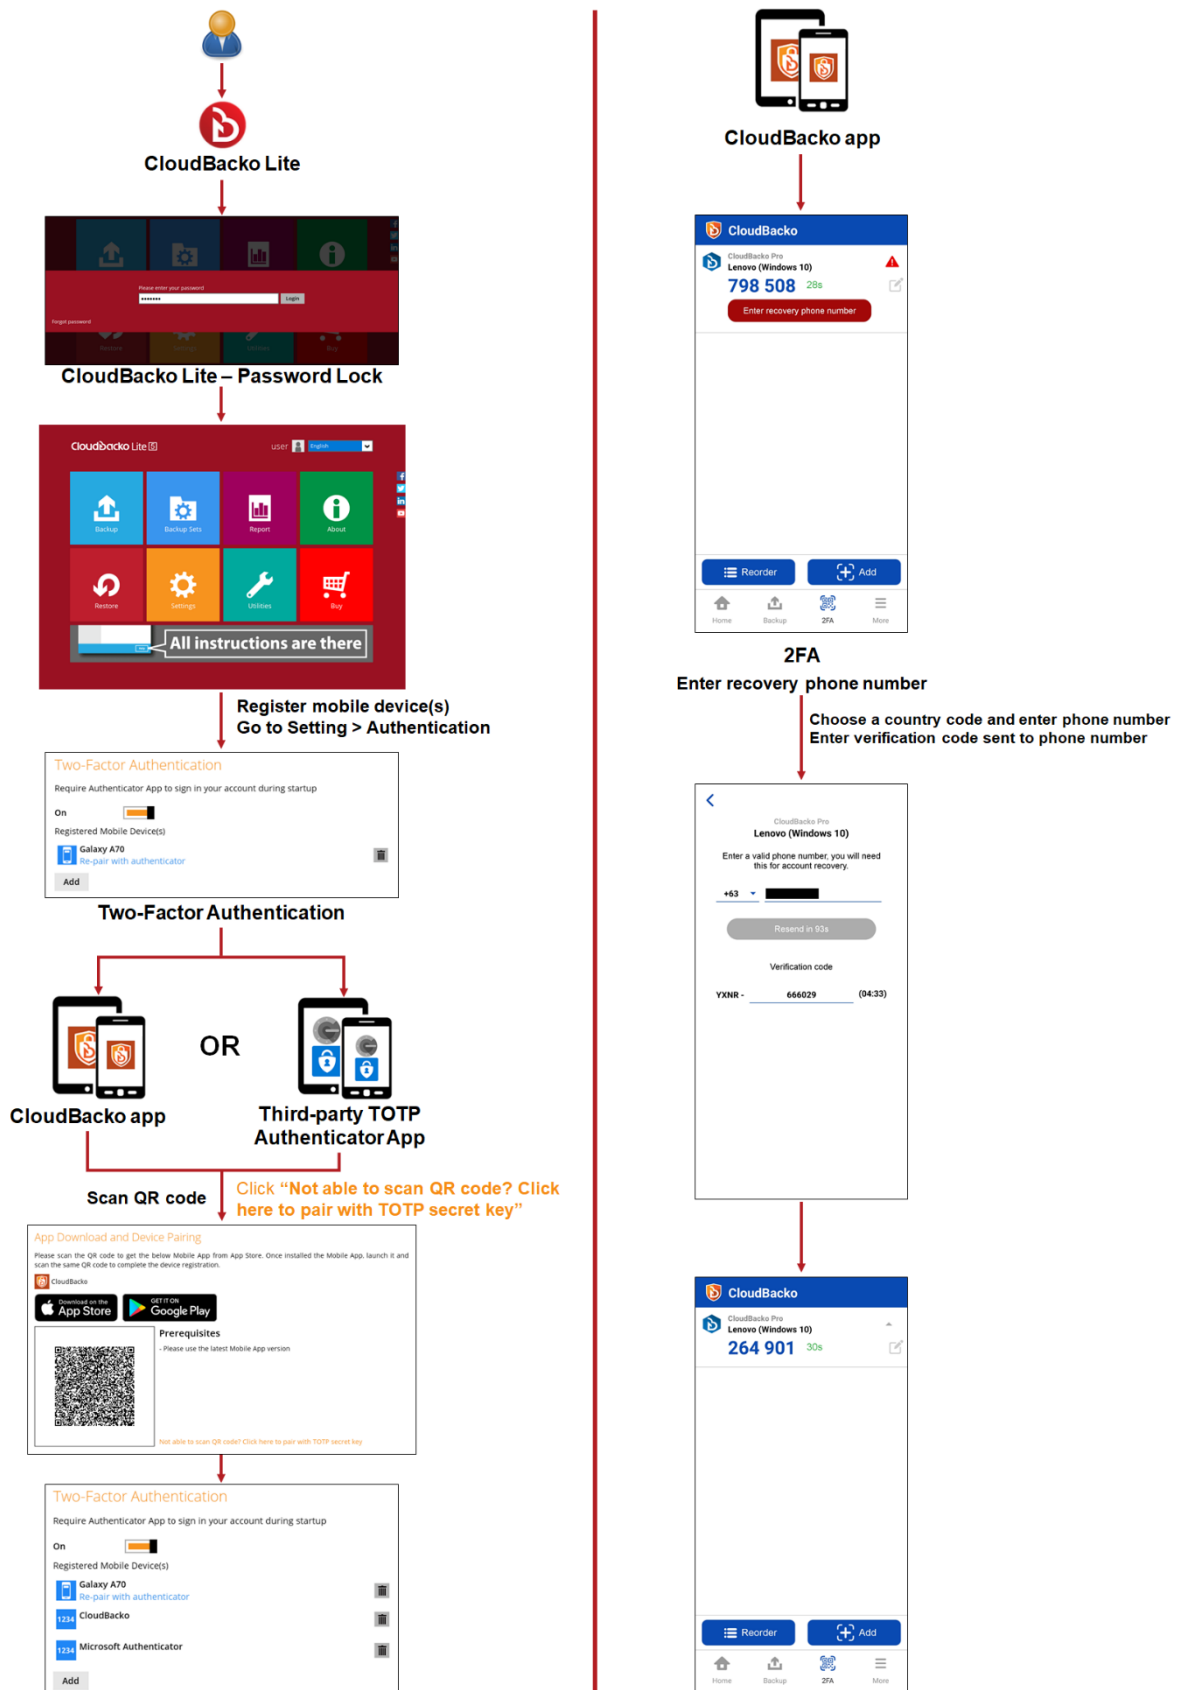 CloudBacko Lite
Please enter your password
Login
Forgot password
Restore
Settings
Utilities
Buy
CloudBacko Lite – Password Lock
Cloudbacko Lite
user
English
Backup
Backup Sets
Report
About
Restore
Settings
Utilities
Buy
All instructions are there
Register mobile device(s)
Go to Setting > Authentication
Two-Factor Authentication
Require Authenticator App to sign in your account during startup
On
Registered Mobile Device(s)
Galaxy A70
Re-pair with authenticator
Add
Two-Factor Authentication
OR
CloudBacko app
Third-party TOTP
Authenticator App
Scan QR code
Click “Not able to scan QR code? Click
here to pair with TOTP secret key”
App Download and Device Pairing
Please scan the QR code to get the below Mobile App from App Store. Once installed the Mobile App, launch it and
scan the same QR code to complete the device registration.
CloudBacko
Download on the
App Store
GET IT ON
Google Play
Prerequisites
- Please use the latest Mobile App version
Not able to scan QR code? Click here to pair with TOTP secret key
Two-Factor Authentication
Require Authenticator App to sign in your account during startup
On
Registered Mobile Device(s)
Galaxy A70
Re-pair with authenticator
1234 CloudBacko
1234 Microsoft Authenticator
Add
CloudBacko app
CloudBacko
CloudBacko Pro
Lenovo (Windows 10)
798 508 28s
Enter recovery phone number
Reorder
Add
Home
Backup
2FA
More
2FA
Enter recovery phone number
Choose a country code and enter phone number
Enter verification code sent to phone number
CloudBacko Pro
Lenovo (Windows 10)
Enter a valid phone number, you will need
this for account recovery.
+63
Resend in 93s
Verification code
YXNR - 666029 (04:33)
CloudBacko
CloudBacko Pro
Lenovo (Windows 10)
264 901 30s
Reorder
Add
Home
Backup
2FA
More